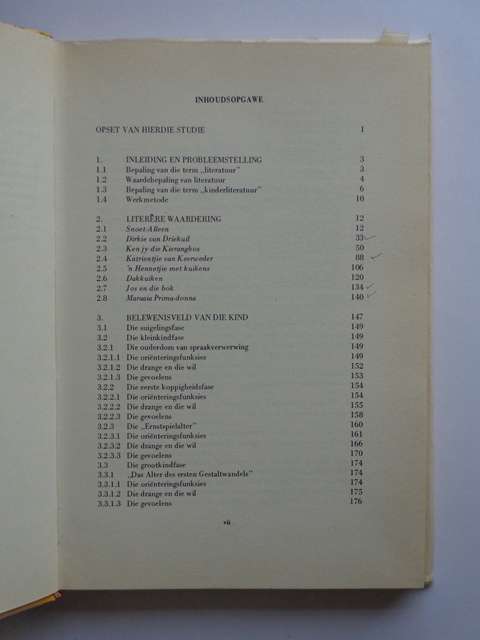 INHOUDSOPGAWE
OPSET VAN HIERDIE STUDIE 1
1. INLEIDING EN PROBLEEMSTELLING 3
1.1 Bepaling van die term „literatuur” 3
1.2 Waardebepaling van literatuur 4
1.3 Bepaling van die term „kinderliteratuur” 6
1.4 Werkmetode 10
2. LITERÊRE WAARDERING 12
2.1 Snoet-Alleen 12
2.2 Dirkie van Driekuil 33
2.3 Ken jy die Kierangkos 50
2.4 Katrientjie van Keerweder 88
2.5 'n Hennetjie met kuikens 106
2.6 Dakkuiken 120
2.7 Jos en die bok 134
2.8 Marsnia Prima-donna 140
3. BELEWENISVELD VAN DIE KIND 147
3.1 Die suigelingsfase 149
3.2 Die kleinkindfase 149
3.2.1 Die ouderdom van spraakverwerwing 149
3.2.1.1 Die oriënteringsfunksies 149
3.2.1.2 Die drange en die wil 152
3.2.1.3 Die gevoelens 153
3.2.2 Die eerste koppigheidsfase 154
3.2.2.1 Die oriënteringsfunksies 154
3.2.2.2 Die drange en die wil 155
3.2.2.3 Die gevoelens 158
3.2.3 Die „Ernstspielalter” 160
3.2.3.1 Die oriënteringsfunksies 161
3.2.3.2 Die drange en die wil 166
3.2.3.3 Die gevoelens 170
3.3 Die grootkindfase 174
3.3.1 „Das Alter des ersten Gestaltwandels” 174
3.3.1.1 Die oriënteringsfunksies 174
3.3.1.2 Die drange en die wil 175
3.3.1.3 Die gevoelens 176
vii